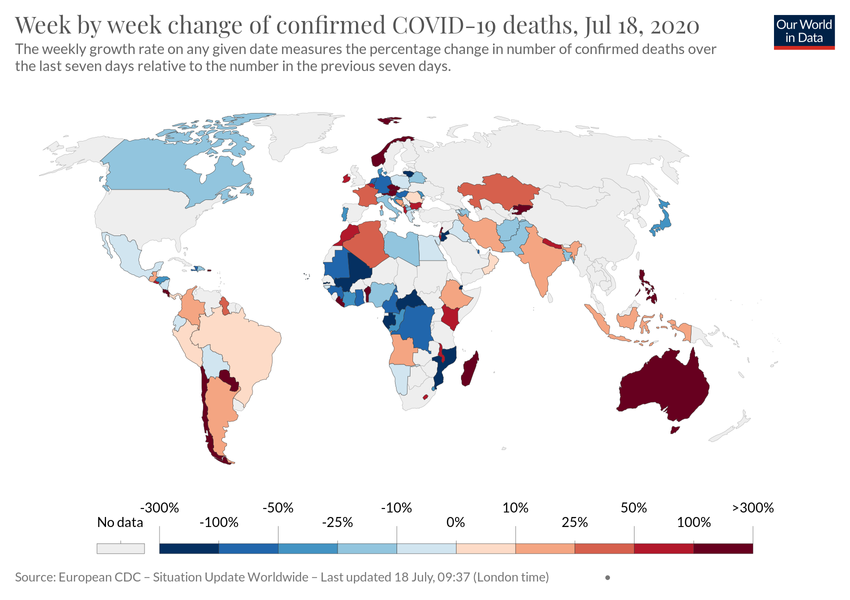 Week by week change of confirmed COVID-19 deaths, Jul 18, 2020
Our World
in Data
The weekly growth rate on any given date measures the percentage change in number of confirmed deaths over
the last seven days relative to the number in the previous seven days.
-300% -50% -10% 10% 50% >300%
No data -100% -25% 0% 25% 100%
Source: European CDC – Situation Update Worldwide – Last updated 18 July, 09:37 (London time)